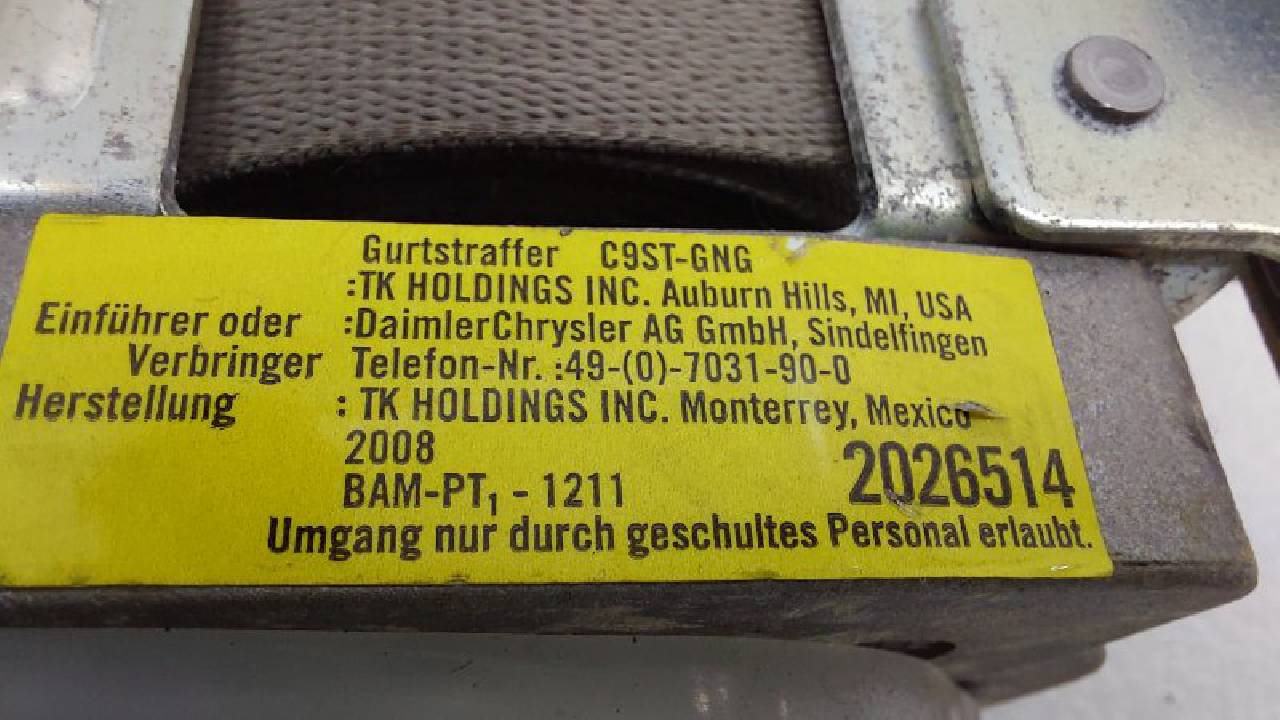 Gurtstraffer C9ST-GNG
:TK HOLDINGS INC. Auburn Hills, MI, USA
Einführer oder :DaimlerChrysler AG GmbH, Sindelfingen
Verbringer Telefon-Nr. :49-(0)-7031-90-0
Herstellung : TK HOLDINGS INC. Monterrey, Mexico
2008
BAM-PT₁ - 1211 2026514
Umgang nur durch geschultes Personal erlaubt.